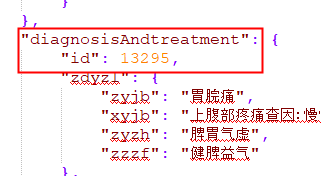 }
},
"diagnosisAndtreatment": {
"id": 13295,
"zdyzl": {
"zyjb": "胃脘痛",
"xyjb": "上腹部疼痛查因:慢
"zyzh": "脾胃气虚"
"zzzf": "健脾益气"
},